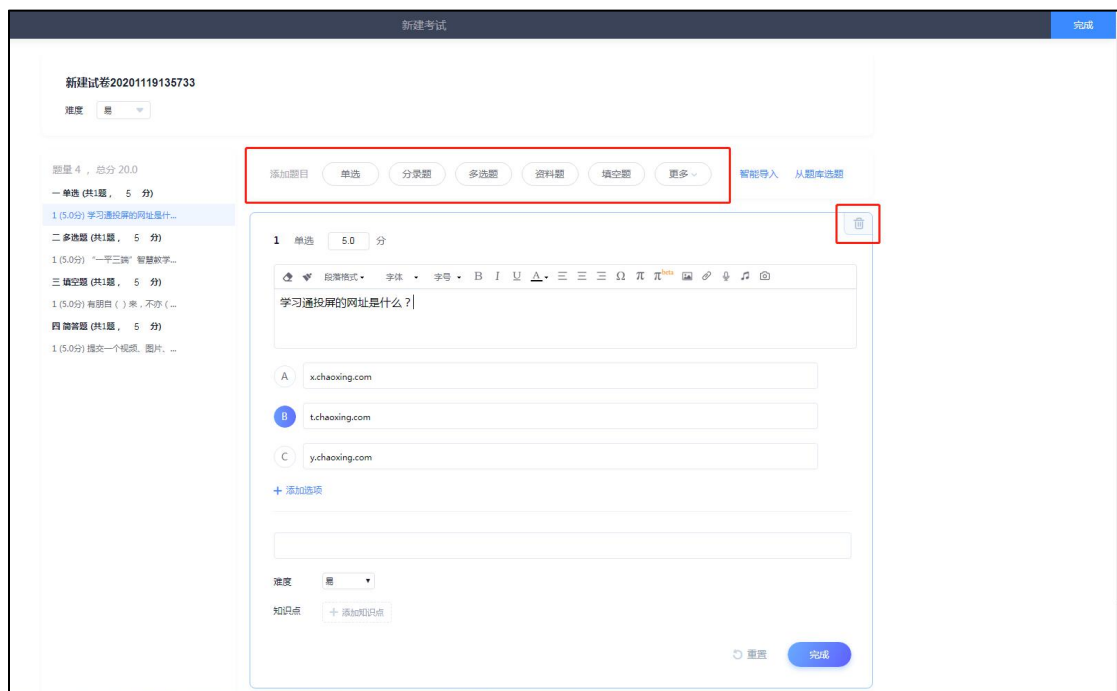 新建考试
完成
新建试卷20201119135733
难度 易
题量 4 ，总分 20.0
一 单选 (共1题， 5 分)
1 (5.0分) 学习通投屏的网址是什...
二 多选题 (共1题， 5 分)
1 (5.0分) “一平三端”智慧教学...
三 填空题 (共1题， 5 分)
1 (5.0分) 有朋自 ( ) 来，不亦 (...
四 简答题 (共1题， 5 分)
1 (5.0分) 提交一个视频、图片、...
添加题目 单选 分录题 多选题 资料题 填空题 更多 智能导入 从题库选题
1 单选 5.0 分
段落格式 字体 字号 B I U A Ω π π beta
学习通投屏的网址是什么？
A x.chaoxing.com
B t.chaoxing.com
C y.chaoxing.com
+ 添加选项
难度 易
知识点 + 添加知识点
重置 完成